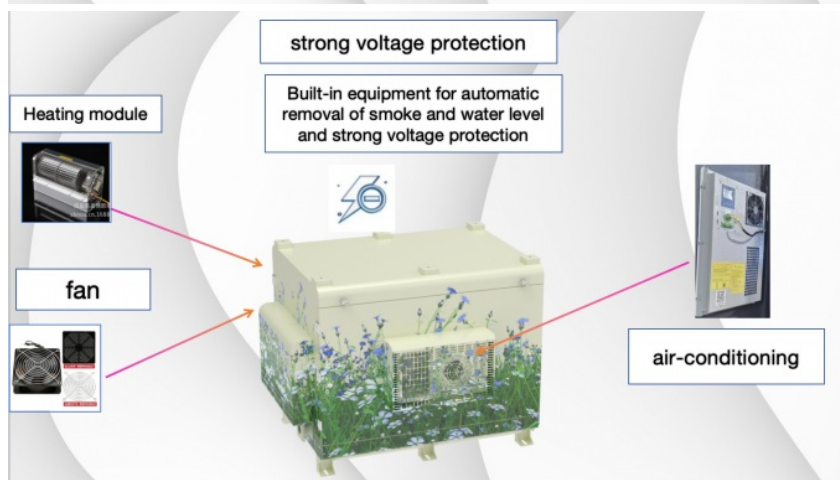 strong voltage protection
Built-in equipment for automatic
removal of smoke and water level
and strong voltage protection
Heating module
fan
air-conditioning